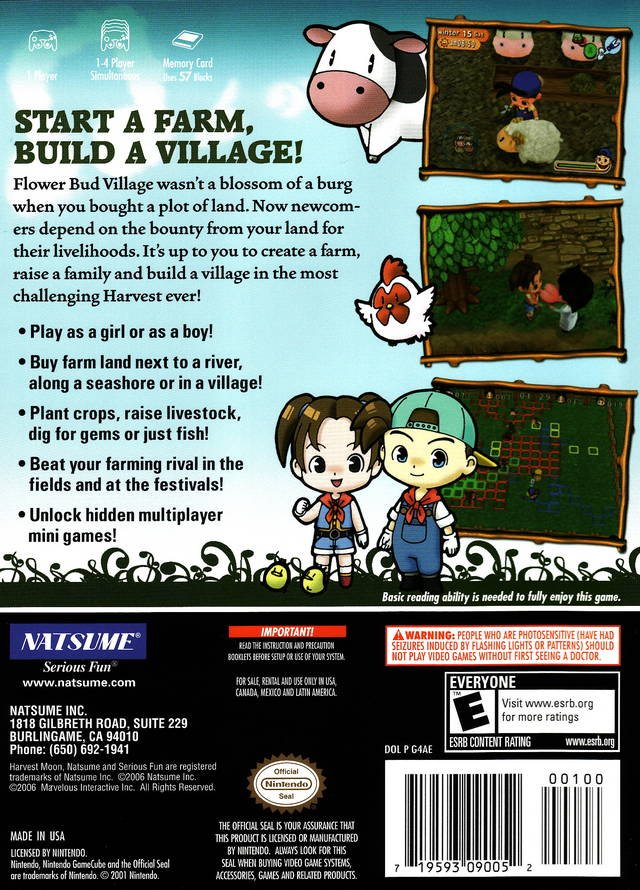 1 Player
1-4 Player
Simultaneous
Memory Card
Uses 57 Blocks
Winter 15 Sat
START A FARM,
BUILD A VILLAGE!
Flower Bud Village wasn't a blossom of a burg
when you bought a plot of land. Now newcom-
ers depend on the bounty from your land for
their livelihoods. It's up to you to create a farm,
raise a family and build a village in the most
challenging Harvest ever!
• Play as a girl or as a boy!
• Buy farm land next to a river,
along a seashore or in a village!
• Plant crops, raise livestock,
dig for gems or just fish!
• Beat your farming rival in the
fields and at the festivals!
• Unlock hidden multiplayer
mini games!
Basic reading ability is needed to fully enjoy this game.
NATSUME®
Serious Fun®
www.natsume.com
NATSUME INC.
1818 GILBRETH ROAD, SUITE 229
BURLINGAME, CA 94010
Phone: (650) 692-1941
Harvest Moon, Natsume and Serious Fun are registered
trademarks of Natsume Inc. ©2006 Natsume Inc.
©2006 Marvelous Interactive Inc. All Rights Reserved.
MADE IN USA
LICENSED BY NINTENDO.
Nintendo, Nintendo GameCube and the Official Seal
are trademarks of Nintendo. © 2001 Nintendo.
IMPORTANT!
READ THE INSTRUCTION AND PRECAUTION
BOOKLETS BEFORE SETUP OR USE OF YOUR SYSTEM.
FOR SALE, RENTAL AND USE ONLY IN USA,
CANADA, MEXICO AND LATIN AMERICA.
Official
Nintendo
Seal
THE OFFICIAL SEAL IS YOUR ASSURANCE THAT
THIS PRODUCT IS LICENSED OR MANUFACTURED
BY NINTENDO. ALWAYS LOOK FOR THIS
SEAL WHEN BUYING VIDEO GAME SYSTEMS,
ACCESSORIES, GAMES AND RELATED PRODUCTS.
WARNING: PEOPLE WHO ARE PHOTOSENSITIVE (HAVE HAD
SEIZURES INDUCED BY FLASHING LIGHTS OR PATTERNS) SHOULD
NOT PLAY VIDEO GAMES WITHOUT FIRST SEEING A DOCTOR.
DOL P G4AE
EVERYONE
E
TM
Visit www.esrb.org
for more ratings
ESRB CONTENT RATING www.esrb.org
00100
7 19593 09005 2